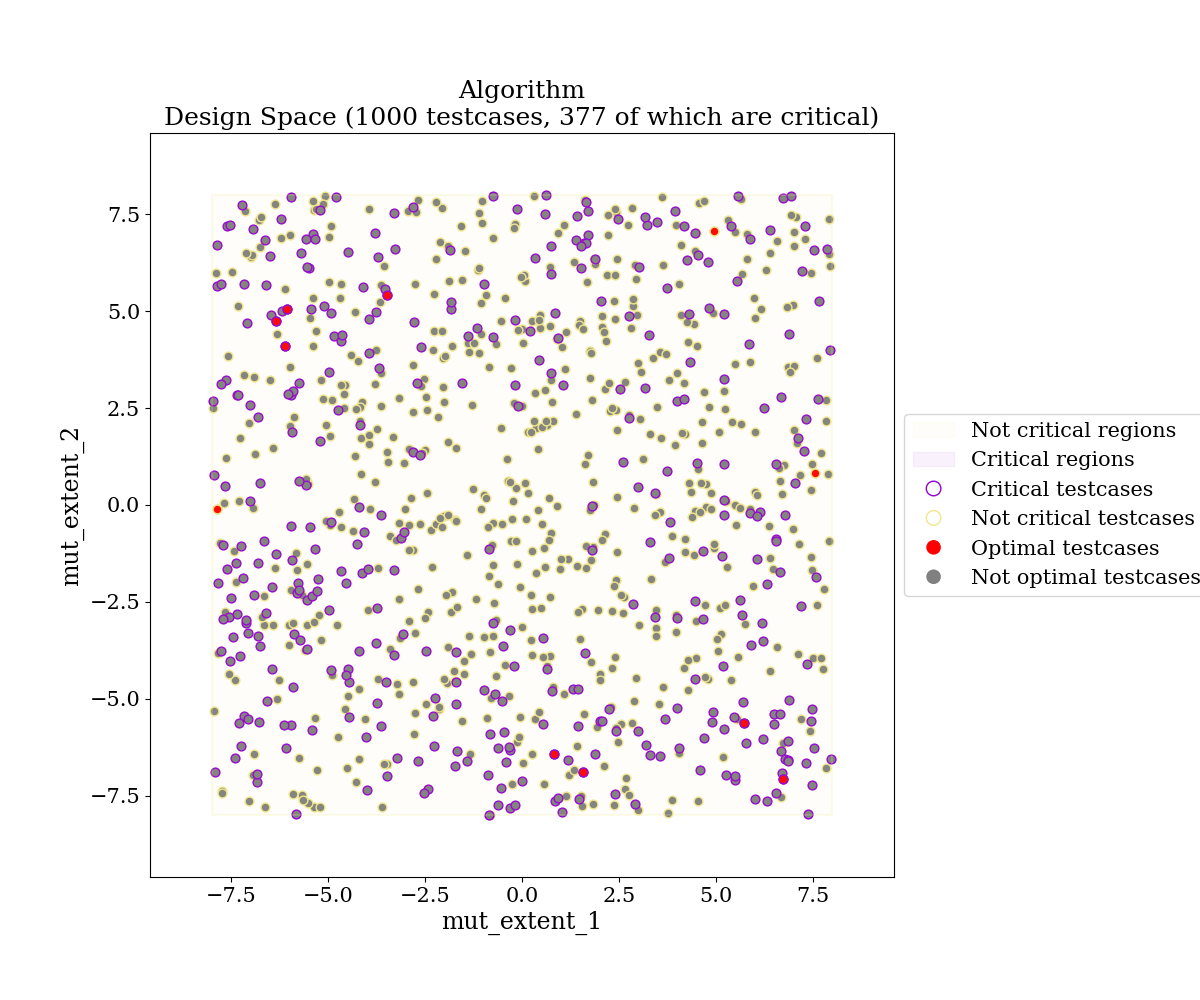 Algorithm
Design Space (1000 testcases, 377 of which are critical)
7.5
5.0
2.5
0.0
−2.5
−5.0
−7.5
mut_extent_2
−7.5
−5.0
−2.5
0.0
2.5
5.0
7.5
mut_extent_1
Not critical regions
Critical regions
Critical testcases
Not critical testcases
Optimal testcases
Not optimal testcases